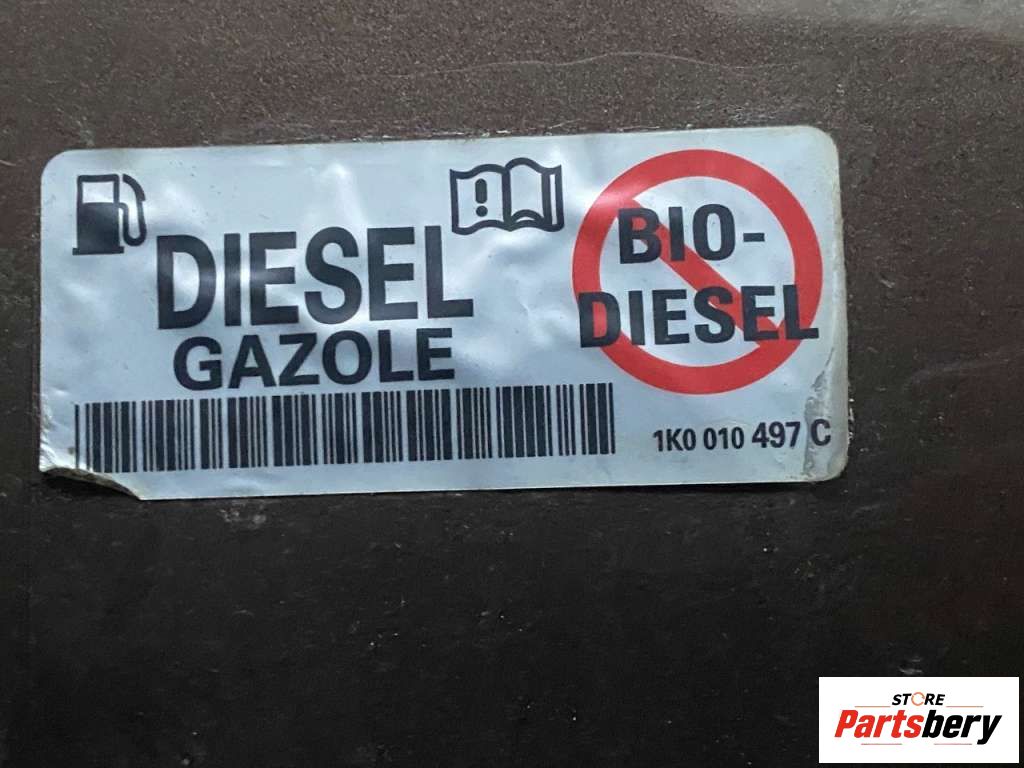 DIESEL
GAZOLE
BIO-
DIESEL
1K0 010 497 C
STORE
Partsbery